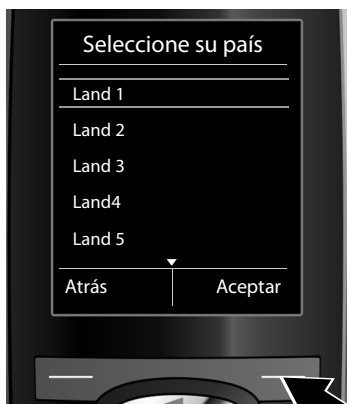 Seleccione su país
Land 1
Land 2
Land 3
Land4
Land 5
Atrás Aceptar